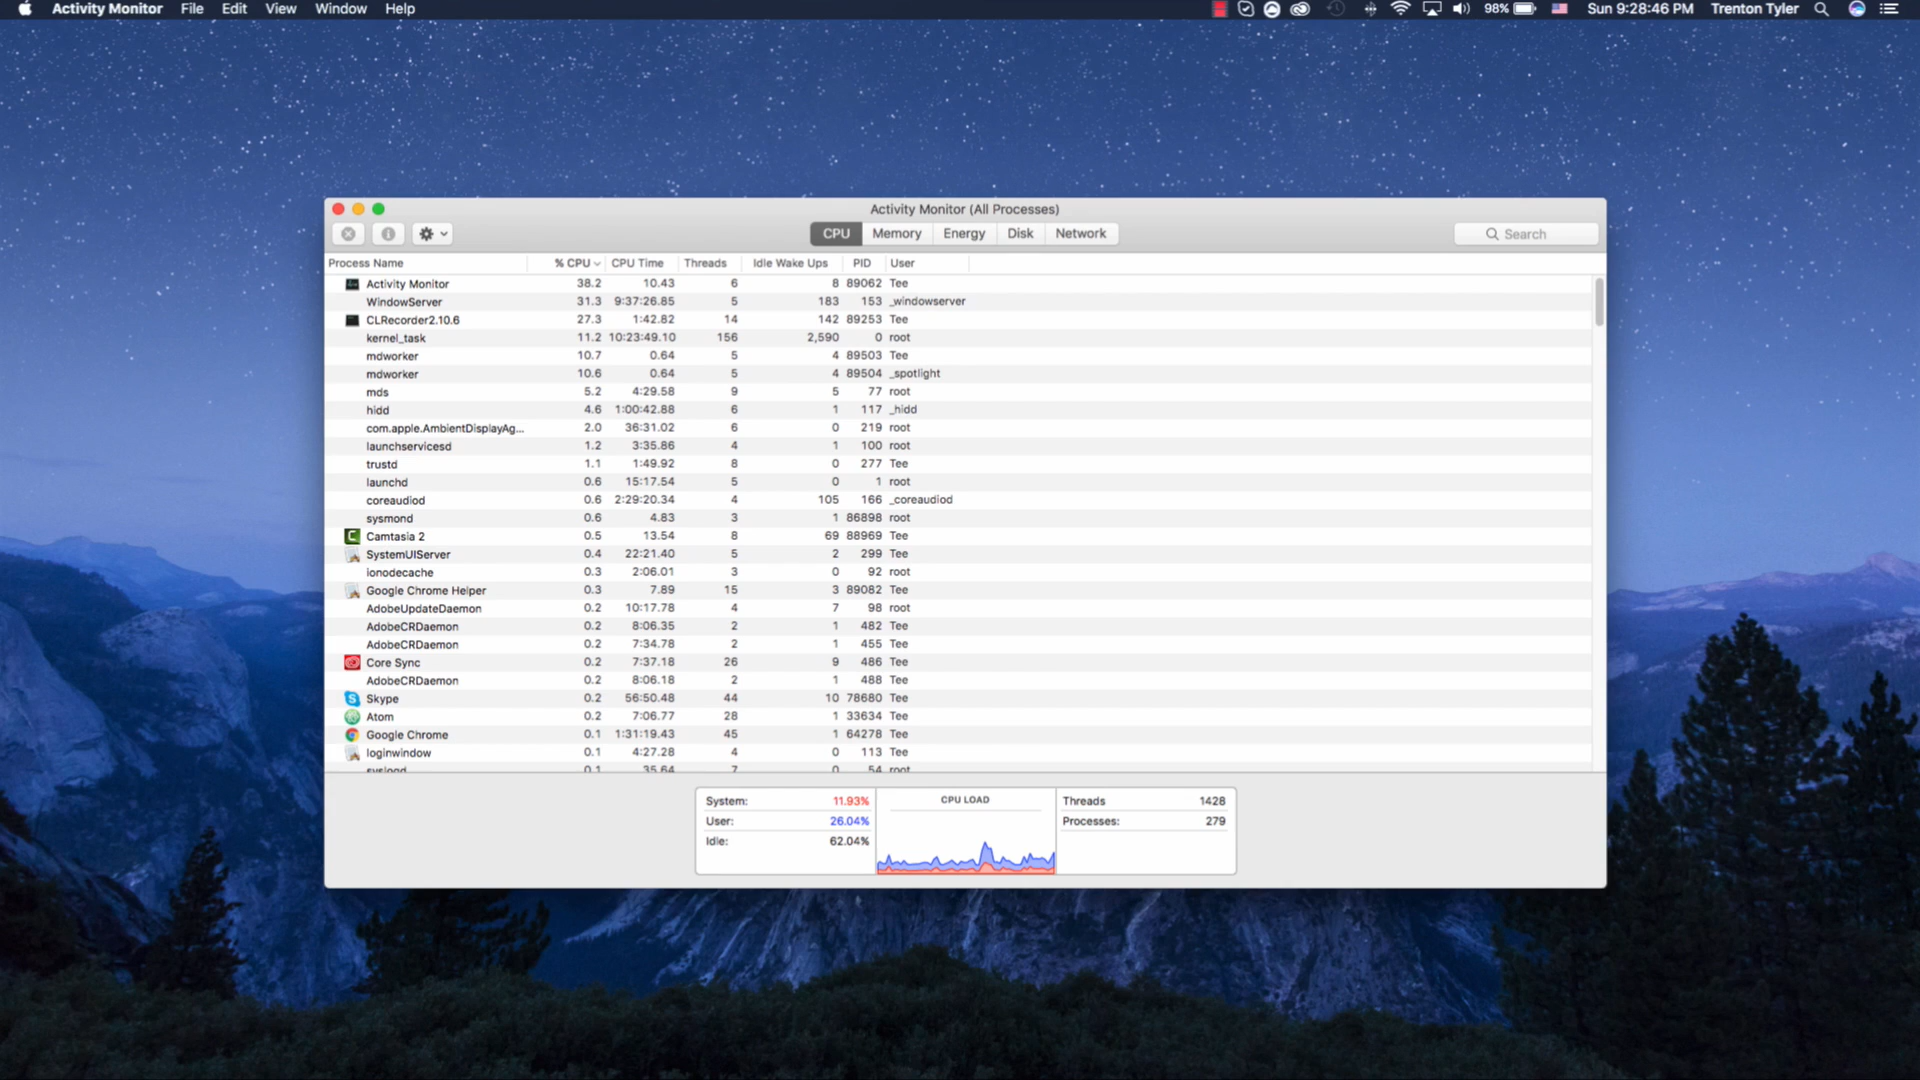 Activity Monitor File Edit View Window Help 98% Sun 9:28:46 PM Trenton Tyler
Activity Monitor (All Processes)
CPU Memory Energy Disk Network Search
Process Name % CPU CPU Time Threads Idle Wake Ups PID User
Activity Monitor 38.2 10.43 6 8 89062 Tee
WindowServer 31.3 9:37:26.85 5 183 153 _windowserver
CLRecorder2.10.6 27.3 1:42.82 14 142 89253 Tee
kernel_task 11.2 10:23:49.10 156 2,590 0 root
mdworker 10.7 0.64 5 4 89503 Tee
mdworker 10.6 0.64 5 4 89504 _spotlight
mds 5.2 4:29.58 9 5 77 root
hidd 4.6 1:00:42.88 6 1 117 _hidd
com.apple.AmbientDisplayAg... 2.0 36:31.02 6 0 219 root
launchservicesd 1.2 3:35.86 4 1 100 root
trustd 1.1 1:49.92 8 0 277 Tee
launchd 0.6 15:17.54 5 0 1 root
coreaudiod 0.6 2:29:20.34 4 105 166 _coreaudiod
sysmond 0.6 4.83 3 1 86898 root
Camtasia 2 0.5 13.54 8 69 88969 Tee
SystemUIServer 0.4 22:21.40 5 2 299 Tee
ionodecache 0.3 2:06.01 3 0 92 root
Google Chrome Helper 0.3 7.89 15 3 89082 Tee
AdobeUpdateDaemon 0.2 10:17.78 4 7 98 root
AdobeCRDaemon 0.2 8:06.35 2 1 482 Tee
AdobeCRDaemon 0.2 7:34.78 2 1 455 Tee
Core Sync 0.2 7:37.18 26 9 486 Tee
AdobeCRDaemon 0.2 8:06.18 2 1 488 Tee
Skype 0.2 56:50.48 44 10 78680 Tee
Atom 0.2 7:06.77 28 1 33634 Tee
Google Chrome 0.1 1:31:19.43 45 1 64278 Tee
loginwindow 0.1 4:27.28 4 0 113 Tee
syslogd 0.1 35.64 7 0 54 root
System: 11.93% CPU LOAD Threads 1428
User: 26.04% Processes: 279
Idle: 62.04%